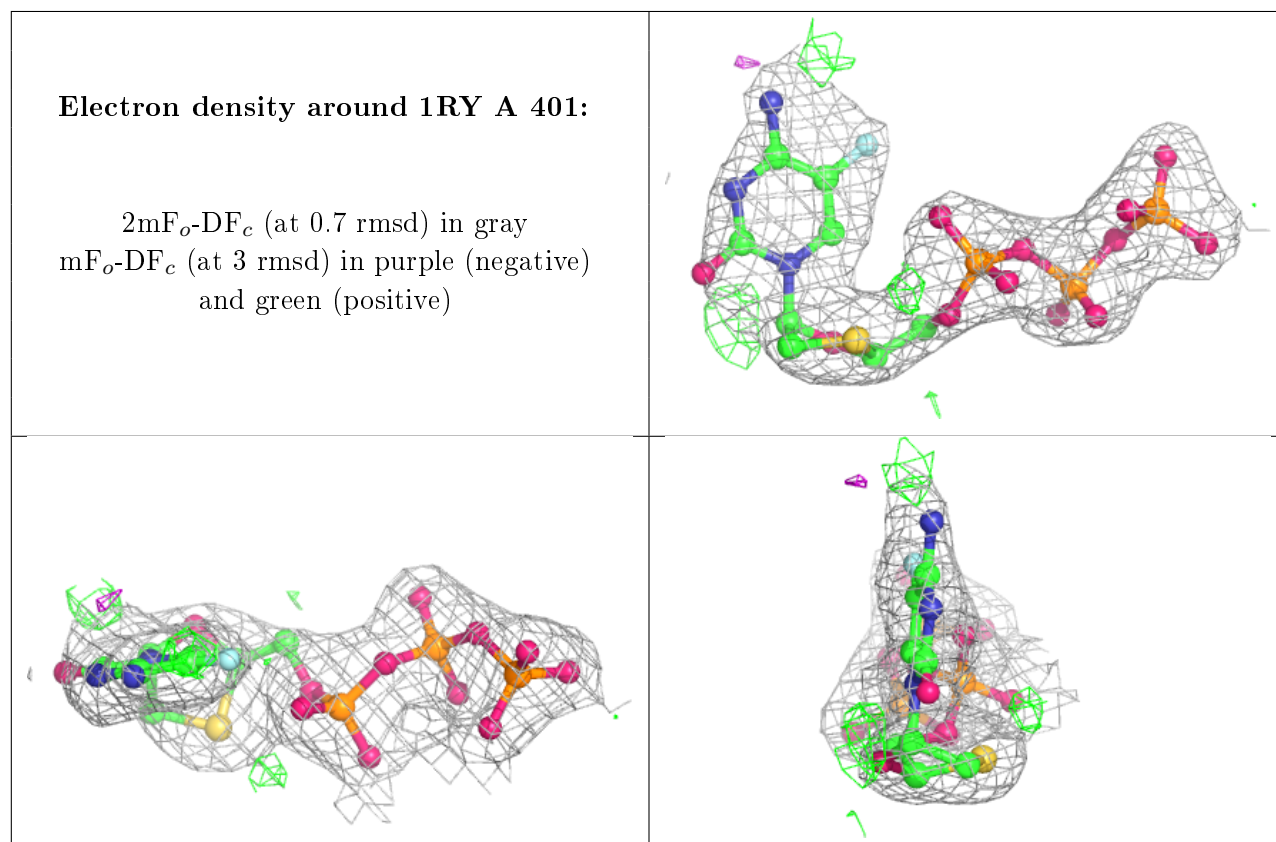 Electron density around 1RY A 401:
2mFo-DFc (at 0.7 rmsd) in gray
mFo-DFc (at 3 rmsd) in purple (negative)
and green (positive)